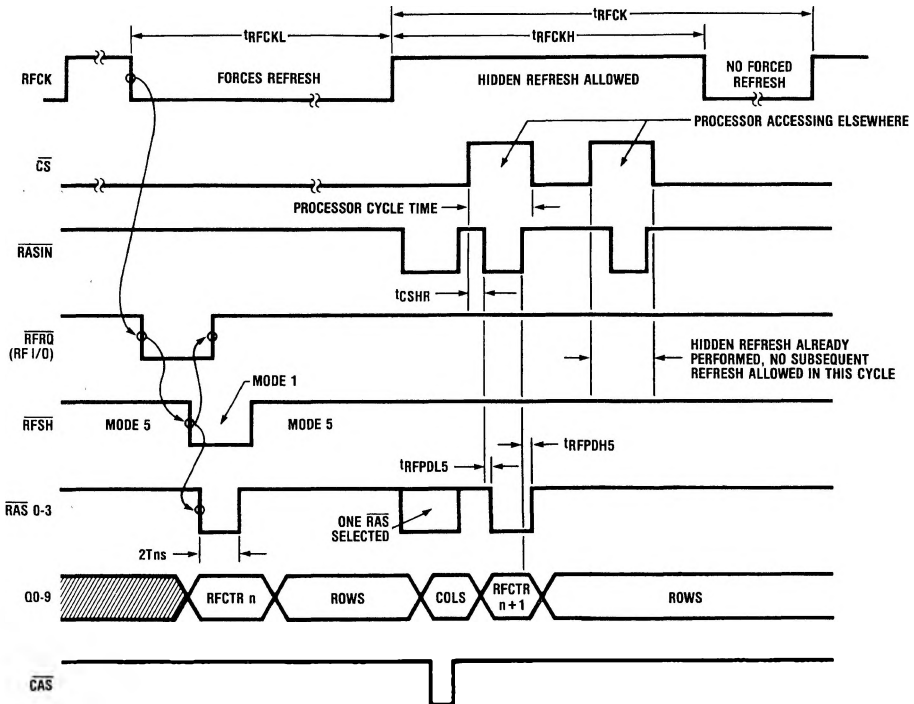 tRFCK
tRFCKL
tRFCKH
RFCK
FORCES REFRESH
HIDDEN REFRESH ALLOWED
NO FORCED
REFRESH
PROCESSOR ACCESSING ELSEWHERE
CS
PROCESSOR CYCLE TIME
RASIN
tCSHR
RFRQ
(RF I/O)
HIDDEN REFRESH ALREADY
PERFORMED, NO SUBSEQUENT
REFRESH ALLOWED IN THIS CYCLE
MODE 1
RFSH
MODE 5
MODE 5
tRFPDL5
tRFPDH5
RAS 0-3
ONE RAS
SELECTED
2Tns
Q0-9
RFCTR n
ROWS
COLS
RFCTR
n+1
ROWS
CAS